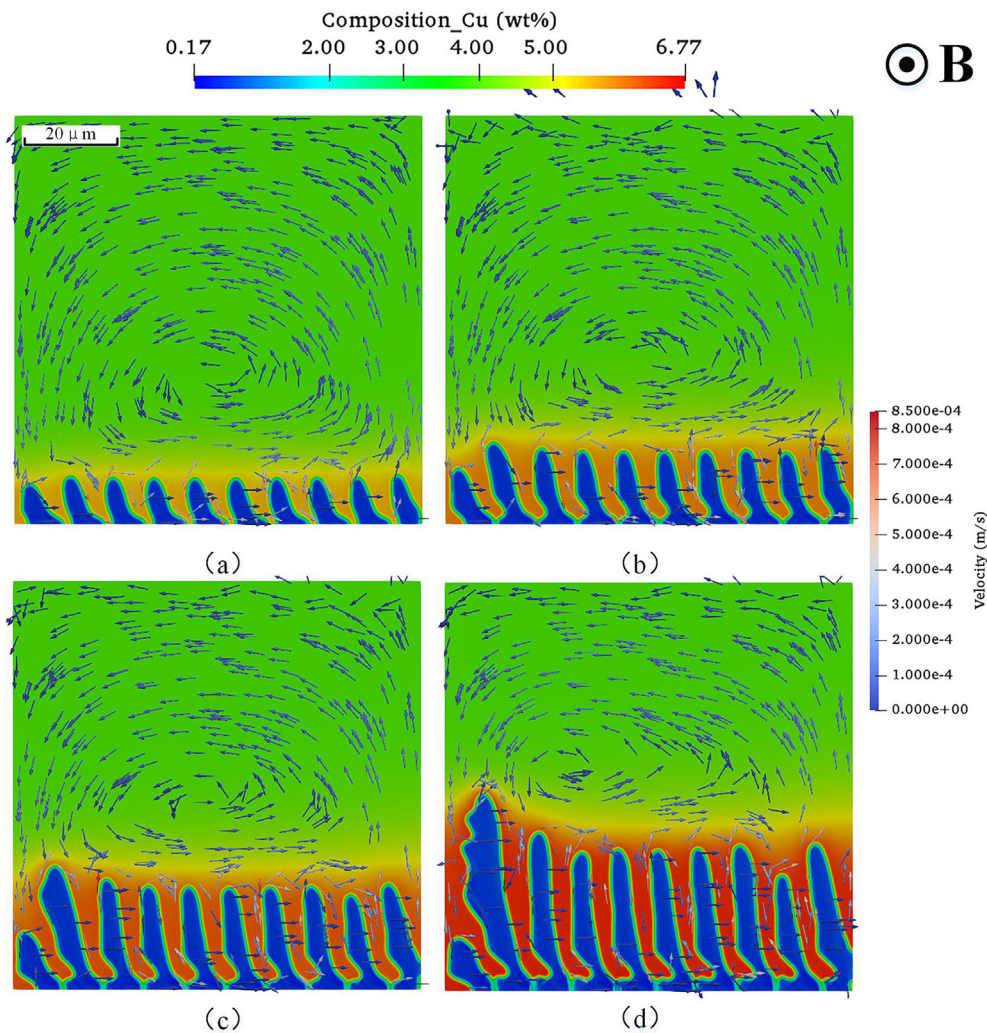 Composition_Cu (wt%)
0.17 2.00 3.00 4.00 5.00 6.77
B
20 μm
(a)
(b)
8.500e-04
8.000e-4
7.000e-4
6.000e-4
5.000e-4
4.000e-4
3.000e-4
2.000e-4
1.000e-4
0.000e+00
Velocity (m/s)
(c)
(d)